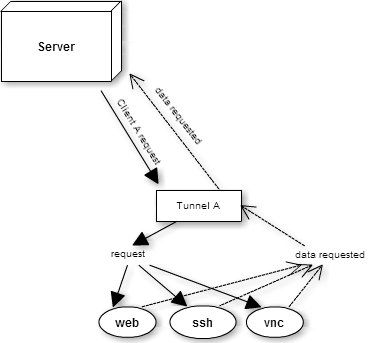 Server
Client A request
data requested
Tunnel A
request
data requested
web
ssh
vnc